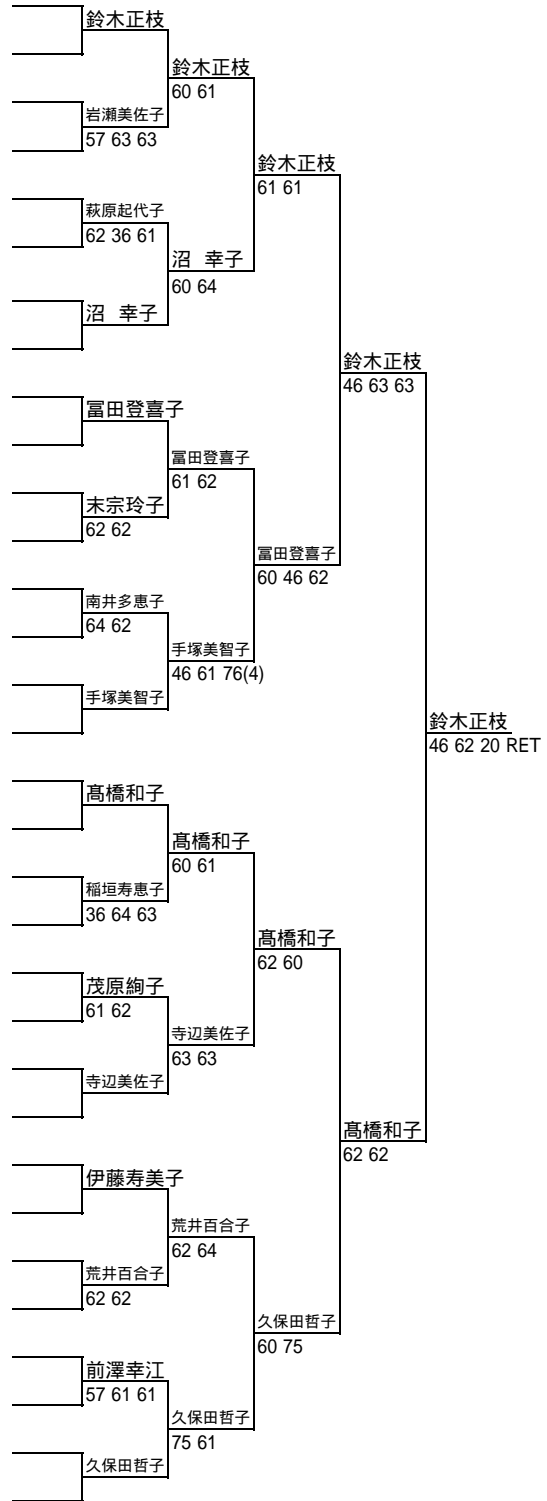 鈴木正枝
鈴木正枝
60 61
岩瀬美佐子
57 63 63
鈴木正枝
61 61
萩原起代子
62 36 61
沼 幸子
60 64
沼 幸子
鈴木正枝
46 63 63
冨田登喜子
冨田登喜子
61 62
末宗玲子
62 62
冨田登喜子
60 46 62
南井多恵子
64 62
手塚美智子
46 61 76(4)
手塚美智子
鈴木正枝
46 62 20 RET
髙橋和子
髙橋和子
60 61
稲垣寿恵子
36 64 63
髙橋和子
62 60
茂原絢子
61 62
寺辺美佐子
63 63
寺辺美佐子
髙橋和子
62 62
伊藤寿美子
荒井百合子
62 64
荒井百合子
62 62
久保田哲子
60 75
前澤幸江
57 61 61
久保田哲子
75 61
久保田哲子